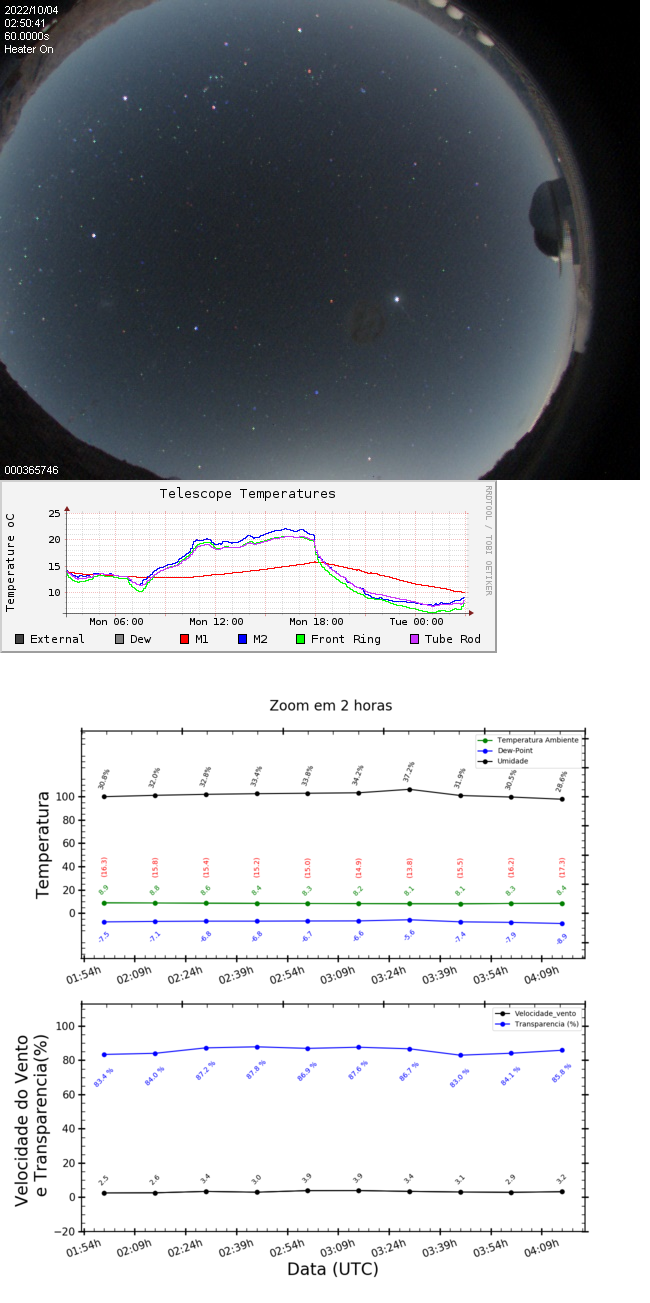 2022/10/04
02:50:41
60.0000s
Heater On
000365746
Telescope Temperatures
RRDTOOL / TOBI OETIKER
Temperature oC
25
20
15
10
Mon 06:00 Mon 12:00 Mon 18:00 Tue 00:00
External Dew M1 M2 Front Ring Tube Rod
Zoom em 2 horas
Temperatura Ambiente
Dew-Point
Umidade
Temperatura
100
80
60
40
20
0
30.8% 32.0% 32.8% 33.4% 33.8% 34.2% 37.2% 31.9% 30.5% 28.6%
(16.3) (15.8) (15.4) (15.2) (15.0) (14.9) (13.8) (15.5) (16.2) (17.3)
8.9 8.8 8.6 8.4 8.3 8.2 8.1 8.1 8.3 8.4
-7.5 -7.1 -6.8 -6.8 -6.7 -6.6 -5.6 -7.4 -7.9 -8.9
01:54h 02:09h 02:24h 02:39h 02:54h 03:09h 03:24h 03:39h 03:54h 04:09h
Velocidade_vento
Transparencia (%)
Velocidade do Vento
e Transparencia(%)
100
80
60
40
20
0
−20
83.4 % 84.0 % 87.2 % 87.8 % 86.9 % 87.6 % 86.7 % 83.0 % 84.1 % 85.8 %
2.5 2.6 3.4 3.0 3.9 3.9 3.4 3.1 2.9 3.2
01:54h 02:09h 02:24h 02:39h 02:54h 03:09h 03:24h 03:39h 03:54h 04:09h
Data (UTC)